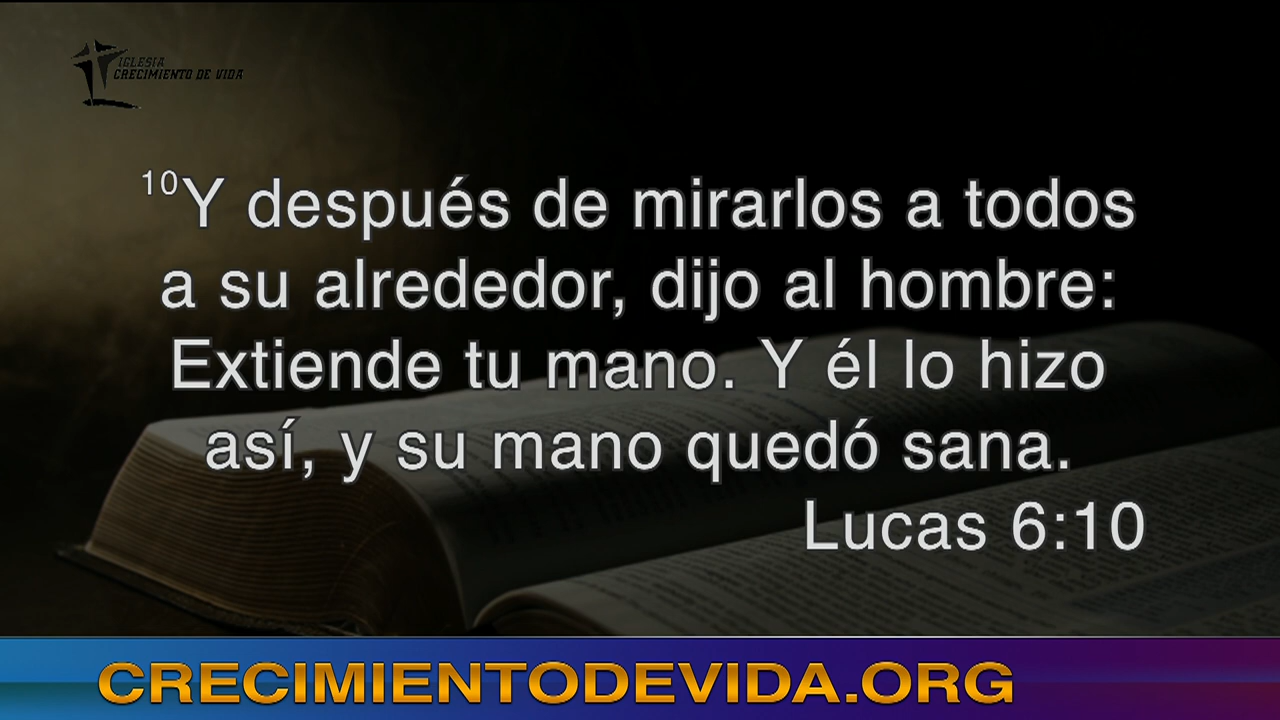 IGLESIA
CRECIMIENTO DE VIDA
10Y después de mirarlos a todos
a su alrededor, dijo al hombre:
Extiende tu mano. Y él lo hizo
así, y su mano quedó sana.
Lucas 6:10
CRECIMIENTODEVIDA.ORG